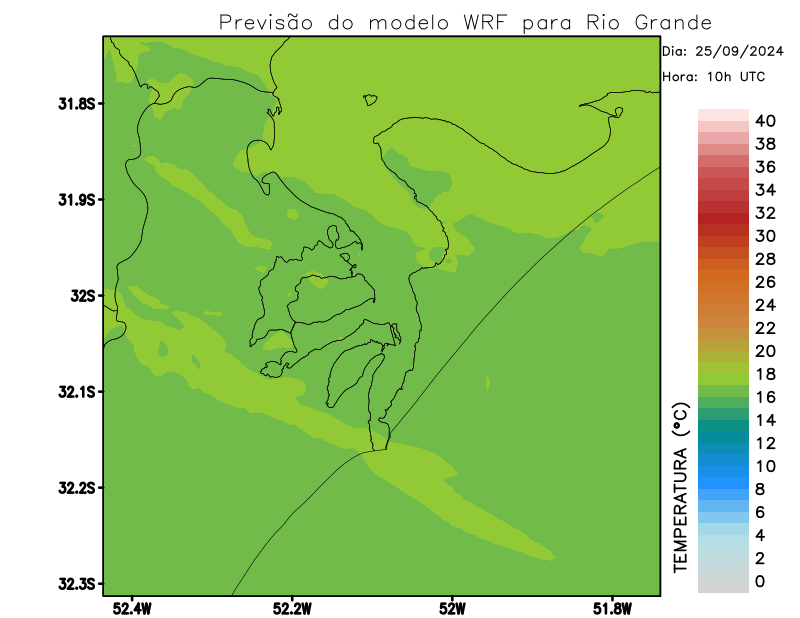 Previsão do modelo WRF para Rio Grande
Dia: 25/09/2024
Hora: 10h UTC
31.8S
31.9S
32S
32.1S
32.2S
32.3S
52.4W
52.2W
52W
51.8W
TEMPERATURA (°C)
40
38
36
34
32
30
28
26
24
22
20
18
16
14
12
10
8
6
4
2
0